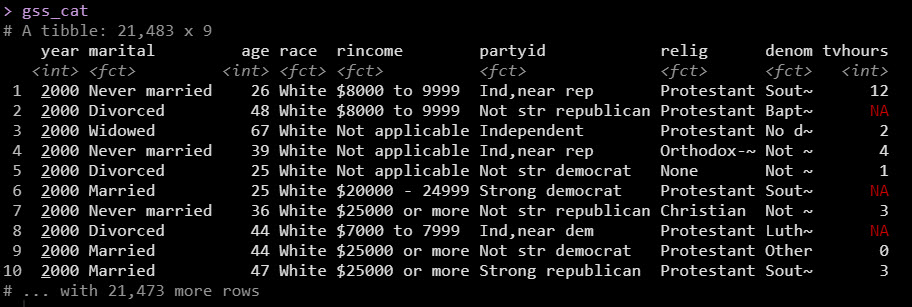 > gss_cat
# A tibble: 21,483 x 9
year marital age race rincome partyid relig denom tvhours
<int> <fct> <int> <fct> <fct> <fct> <fct> <fct> <int>
1 2000 Never married 26 White $8000 to 9999 Ind,near rep Protestant Sout~ 12
2 2000 Divorced 48 White $8000 to 9999 Not str republican Protestant Bapt~ NA
3 2000 Widowed 67 White Not applicable Independent Protestant No d~ 2
4 2000 Never married 39 White Not applicable Ind,near rep Orthodox-~ Not ~ 4
5 2000 Divorced 25 White Not applicable Not str democrat None Not ~ 1
6 2000 Married 25 White $20000 - 24999 Strong democrat Protestant Sout~ NA
7 2000 Never married 36 White $25000 or more Not str republican Christian Not ~ 3
8 2000 Divorced 44 White $7000 to 7999 Ind,near dem Protestant Luth~ NA
9 2000 Married 44 White $25000 or more Not str democrat Protestant Other 0
10 2000 Married 47 White $25000 or more Strong republican Protestant Sout~ 3
# ... with 21,473 more rows